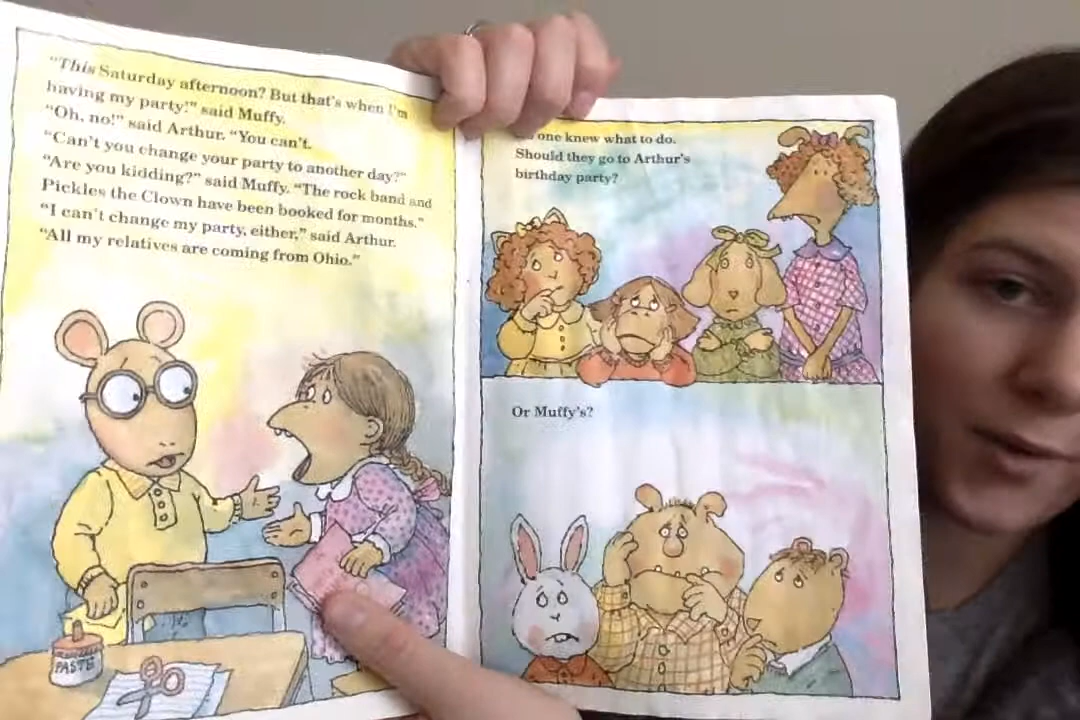 "This Saturday afternoon? But that's when I'm
having my party!" said Muffy.
"Oh, no!" said Arthur. "You can't.
"Can't you change your party to another day?"
"Are you kidding?" said Muffy. "The rock band and
Pickles the Clown have been booked for months."
"I can't change my party, either," said Arthur.
"All my relatives are coming from Ohio."
PASTE
one knew what to do.
Should they go to Arthur's
birthday party?
Or Muffy's?